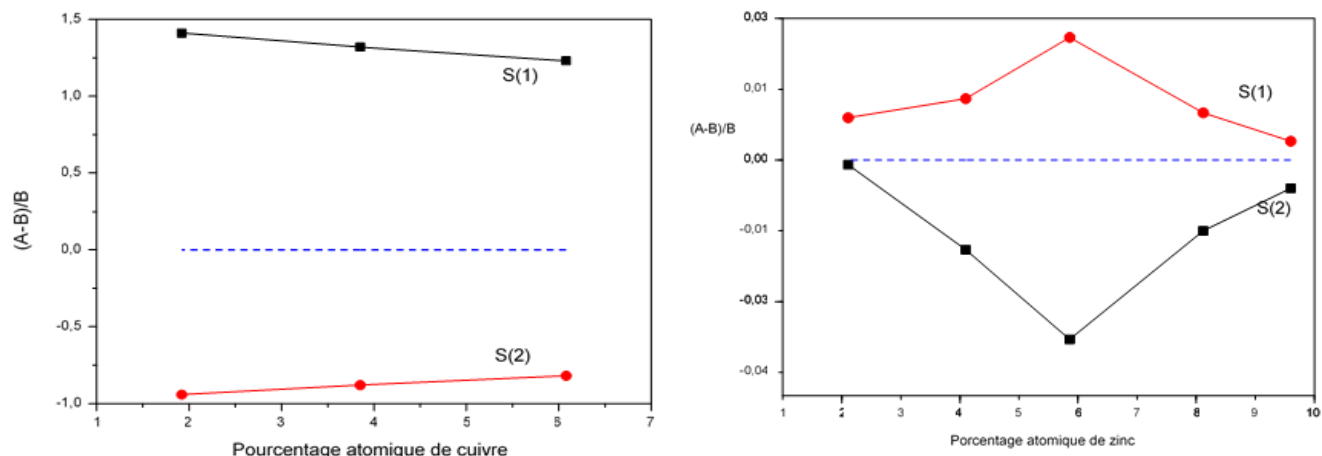 1,5
1,0
0,5
0,0
-0,5
-1,0
(A-B)/B
S(1)
S(2)
1 2 3 4 5 6 7
Pourcentage atomique de cuivre
0,03
0,01
0,00
-0,01
-0,03
-0,04
(A-B)/B
S(1)
S(2)
1 2 3 4 5 6 7 8 9 10
Porcentage atomique de zinc